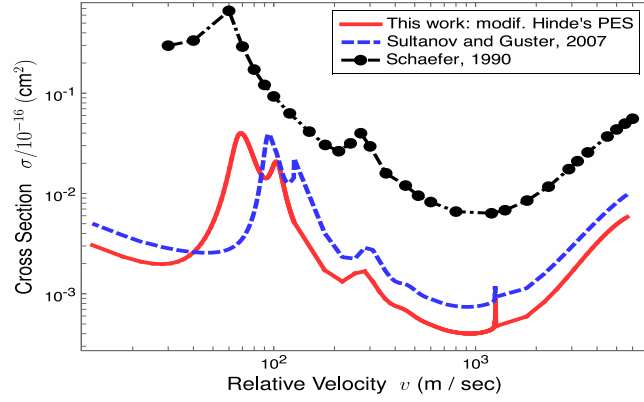 This work: modif. Hinde's PES
Sultanov and Guster, 2007
Schaefer, 1990
Cross Section σ/10⁻¹⁶ (cm²)
10⁻¹
10⁻²
10⁻³
10² 10³
Relative Velocity v (m / sec)